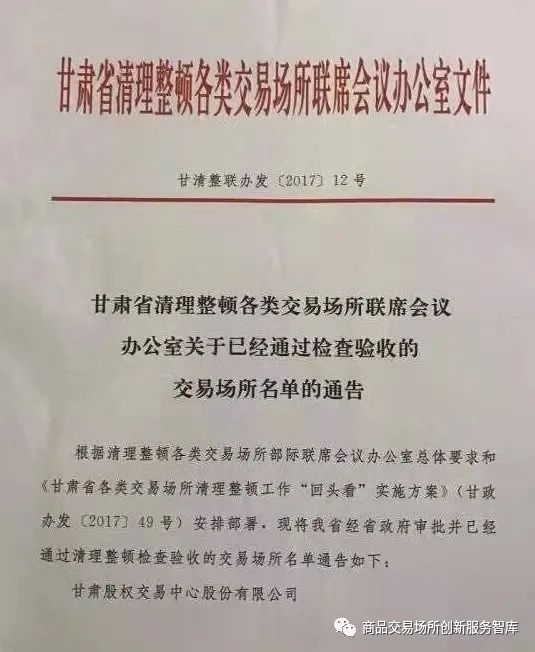 甘肃省清理整顿各类交易场所联席会议办公室文件
甘清整联办发〔2017〕12号
甘肃省清理整顿各类交易场所联席会议
办公室关于已经通过检查验收的
交易场所名单的通告
根据清理整顿各类交易场所部际联席会议办公室总体要求和
《甘肃省各类交易场所清理整顿工作“回头看”实施方案》（甘政
办发〔2017〕49号）安排部署，现将我省经省政府审批并已经
通过清理整顿检查验收的交易场所名单通告如下：
甘肃股权交易中心股份有限公司
商品交易场所创新服务智库